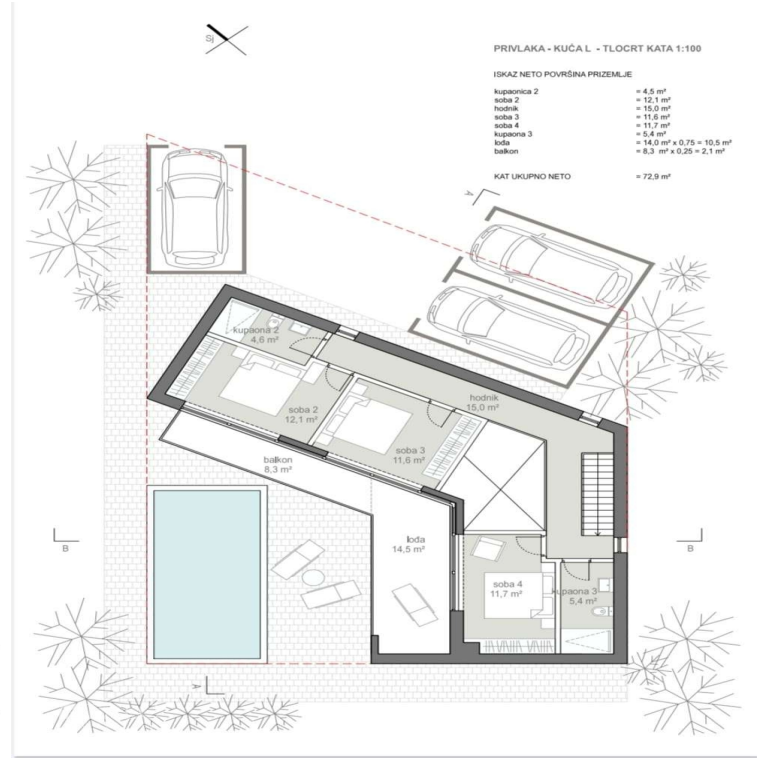 Sj
PRIVLAKA - KUĆA L - TLOCRT KATA 1:100
ISKAZ NETO POVRŠINA PRIZEMLJE
kupaonica 2 = 4,5 m²
soba 2 = 12,1 m²
hodnik = 15,0 m²
soba 3 = 11,6 m²
soba 4 = 11,7 m²
kupaona 3 = 5,4 m²
lođa = 14,0 m² x 0,75 = 10,5 m²
balkon = 8,3 m² x 0,25 = 2,1 m²
KAT UKUPNO NETO = 72,9 m²
A
kupaona 2
4,6 m²
hodnik
15,0 m²
soba 2
12,1 m²
soba 3
11,6 m²
balkon
8,3 m²
lođa
14,5 m²
B
B
soba 4
11,7 m²
kupaona 3
5,4 m²
A